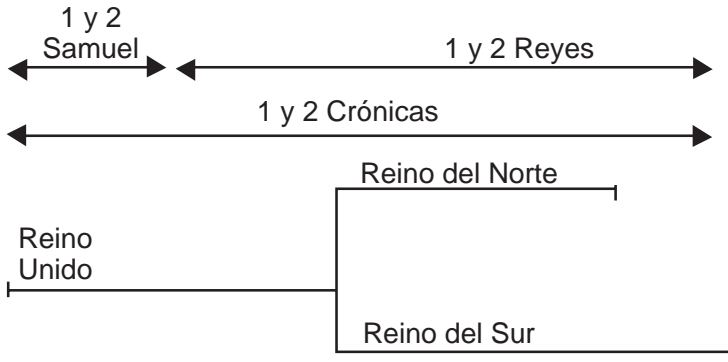 1 y 2
Samuel
1 y 2 Reyes
1 y 2 Crónicas
Reino del Norte
Reino
Unido
Reino del Sur